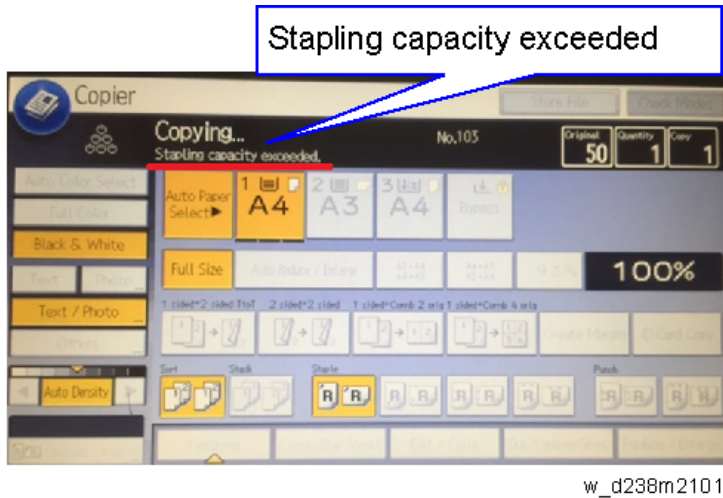 Stapling capacity exceeded
Copier
Store File
Check Modes
Copying...
Stapling capacity exceeded.
No.103
Original Quantity Copy
50 1 1
Auto Color Select
Full Color
Black & White
Text Photo
Text / Photo
Others
Auto Density
Auto Paper Select▶
1 A4
2 A3
3 A4
Bypass
Full Size
Auto Reduce / Enlarge
100%
1 sided→2 sided TtoT
2 sided→2 sided
1 sided→Comb 2 orig
1 sided→Comb 4 orig
Create Margin
ID Card Copy
Sort
Stack
Staple
Punch
Finishing
Edit / Color
w_d238m2101